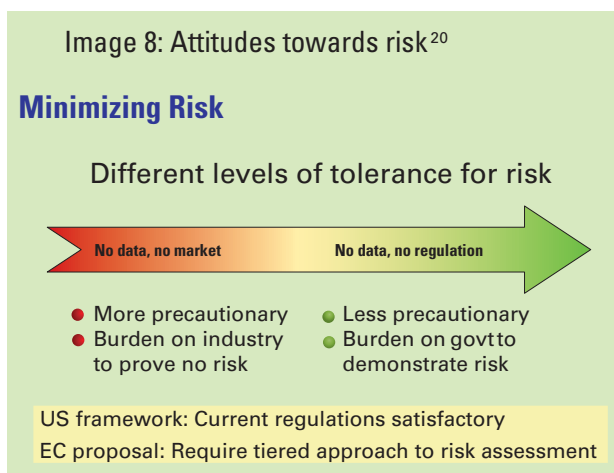 Image 8: Attitudes towards risk20
Minimizing Risk
Different levels of tolerance for risk
No data, no market
No data, no regulation
More precautionary
Burden on industry
to prove no risk
Less precautionary
Burden on govt to
demonstrate risk
US framework: Current regulations satisfactory
EC proposal: Require tiered approach to risk assessment